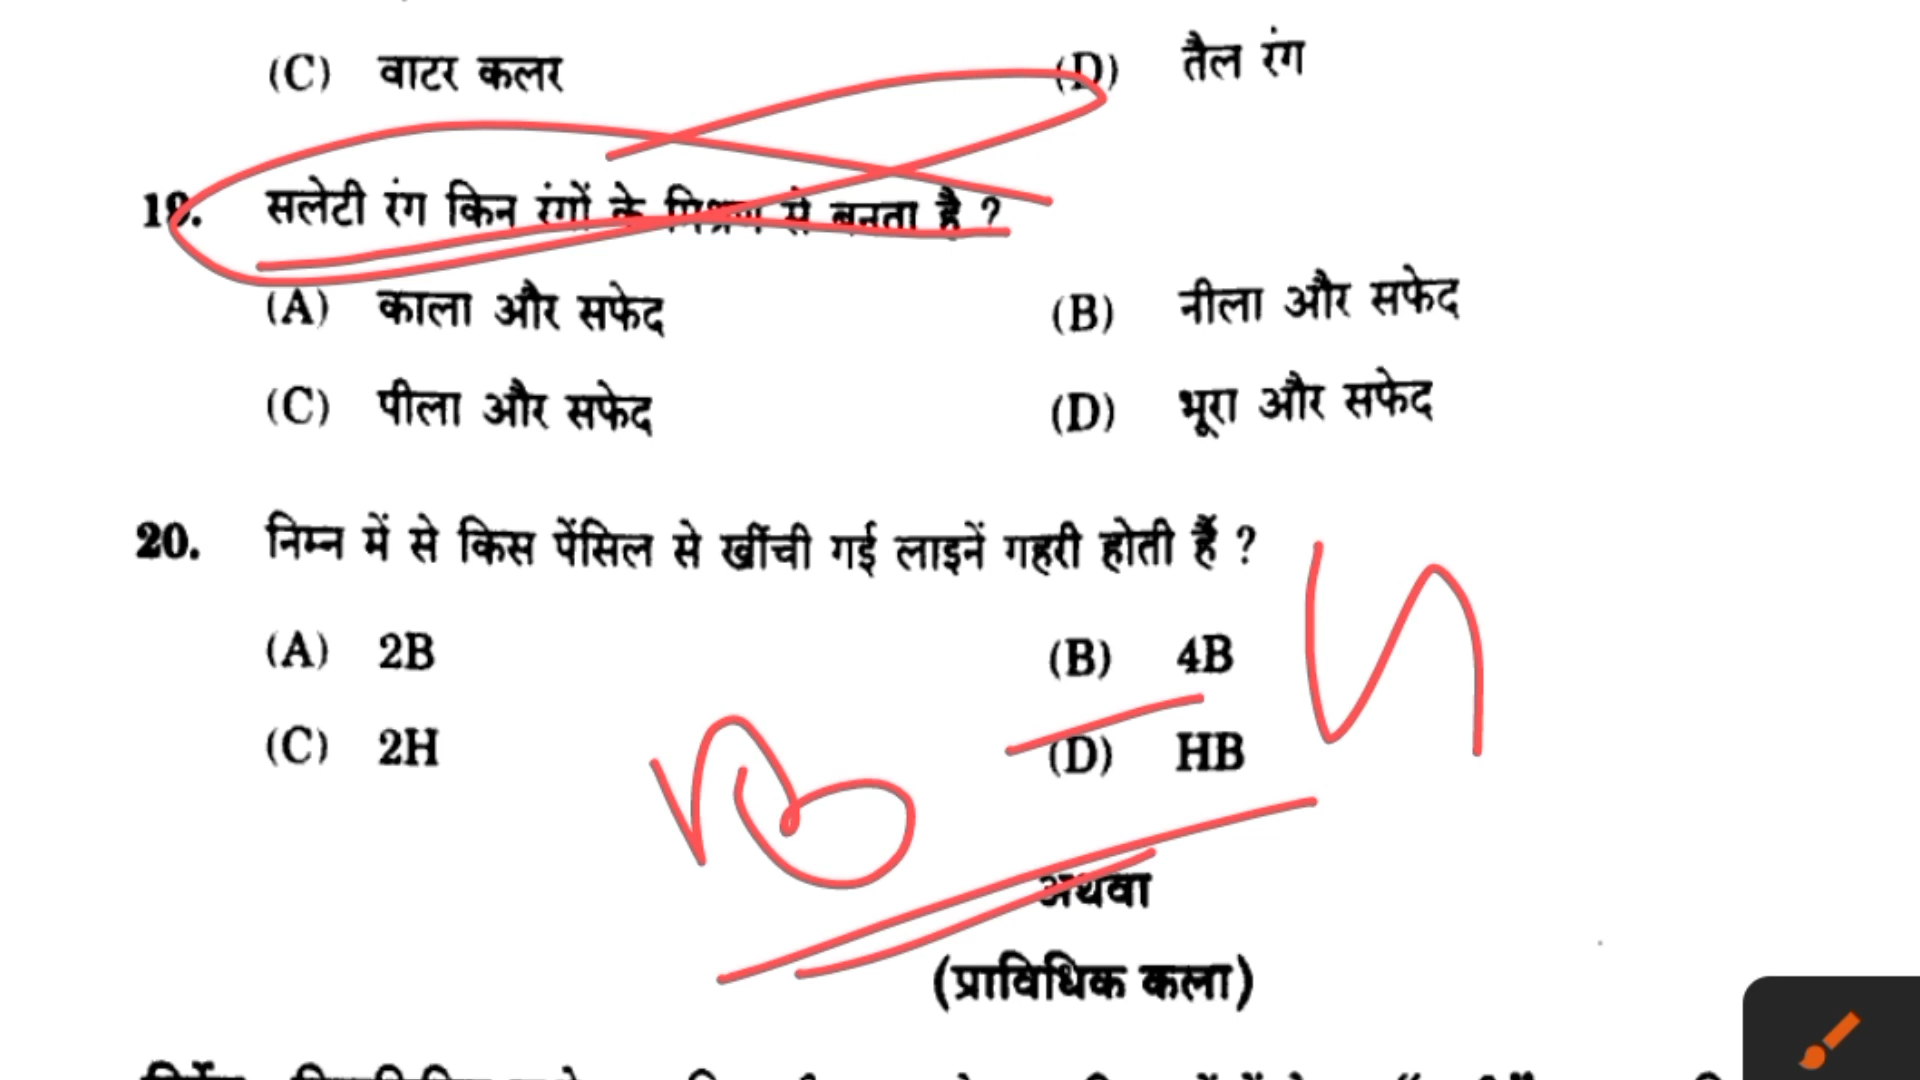 (C) वाटर कलर (D) तैल रंग
19. सलेटी रंग किन रंगों के मिश्रण से बनता है ?
(A) काला और सफेद (B) नीला और सफेद
(C) पीला और सफेद (D) भूरा और सफेद
20. निम्न में से किस पेंसिल से खींची गई लाइनें गहरी होती हैं ?
(A) 2B (B) 4B
(C) 2H (D) HB
अथवा
(प्राविधिक कला)